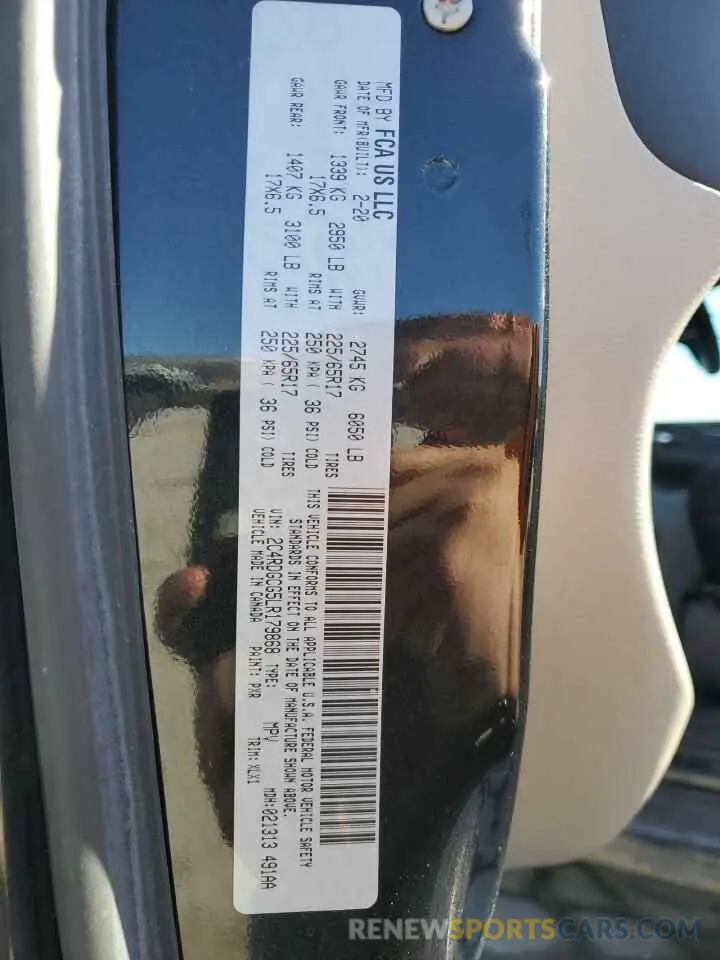 MFD BY FCA US LLC
DATE OF MFR(BUILT): 2-20 GVWR: 2745 KG 6050 LB
GAWR FRONT: 1339 KG 2950 LB WITH 225/65R17 TIRES
17X6.5 RIMS AT 250 KPA ( 36 PSI) COLD
GAWR REAR: 1407 KG 3100 LB WITH 225/65R17 TIRES
17X6.5 RIMS AT 250 KPA ( 36 PSI) COLD
THIS VEHICLE CONFORMS TO ALL APPLICABLE U.S.A. FEDERAL MOTOR VEHICLE SAFETY
STANDARDS IN EFFECT ON THE DATE OF MANUFACTURE SHOWN ABOVE.
VIN: 2C4RDGCG5LR179868 TYPE: MPV MDH:021313 491AA
VEHICLE MADE IN CANADA PAINT: PXR TRIM:XLX1
RENEWSPORTSCARS.COM